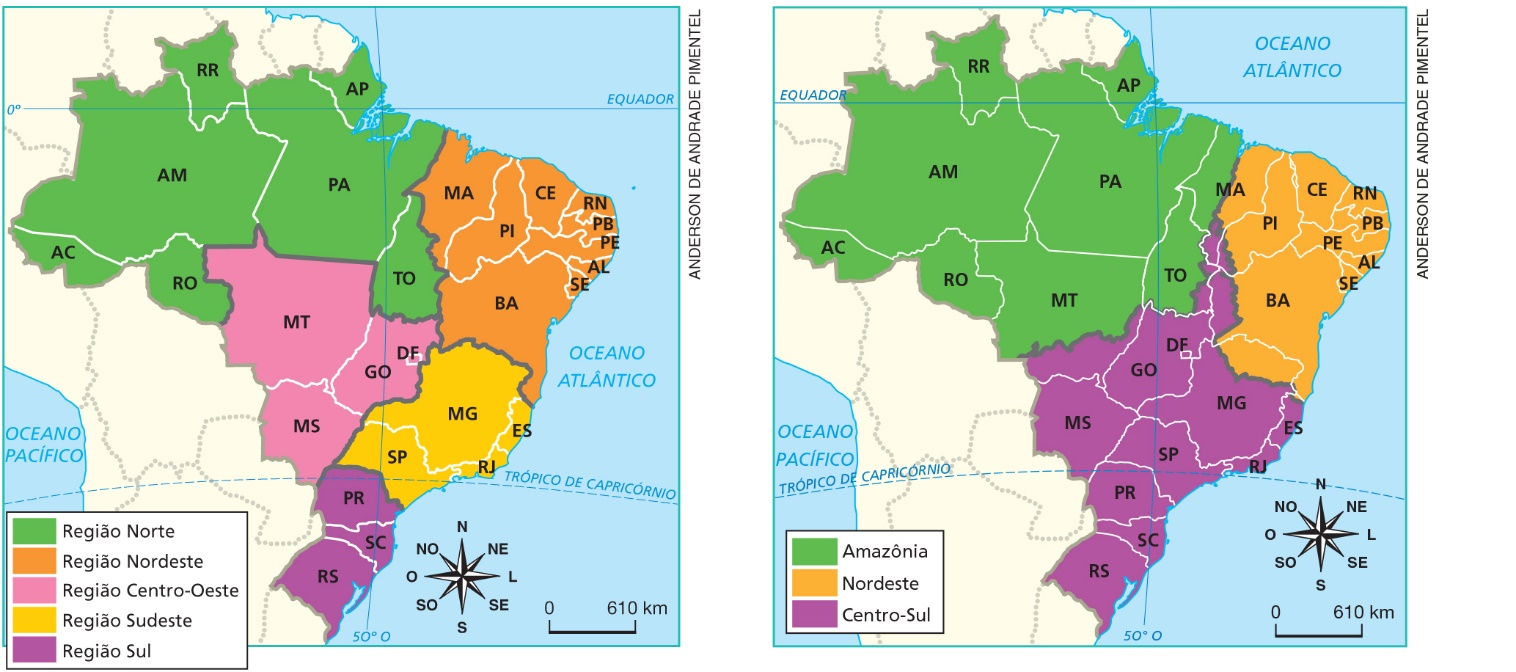 RR
AP
EQUADOR
0º
AM
PA
MA
CE
RN
PB
PI
PE
AC
AL
TO
SE
RO
BA
MT
DF
OCEANO
ATLÂNTICO
GO
MG
MS
ES
OCEANO
PACÍFICO
SP
RJ
TRÓPICO DE CAPRICÓRNIO
PR
SC
RS
N
NO
NE
O
L
SO
SE
S
0
610 km
50° O
Região Norte
Região Nordeste
Região Centro-Oeste
Região Sudeste
Região Sul
ANDERSON DE ANDRADE PIMENTEL
OCEANO
ATLÂNTICO
RR
AP
EQUADOR
AM
PA
MA
CE
RN
PI
PB
PE
AC
AL
TO
RO
SE
MT
BA
DF
GO
MG
MS
ES
OCEANO
PACÍFICO
SP
RJ
TRÓPICO DE CAPRICÓRNIO
PR
SC
RS
N
NO
NE
O
L
SO
SE
S
0
610 km
50° O
Amazônia
Nordeste
Centro-Sul
ANDERSON DE ANDRADE PIMENTEL